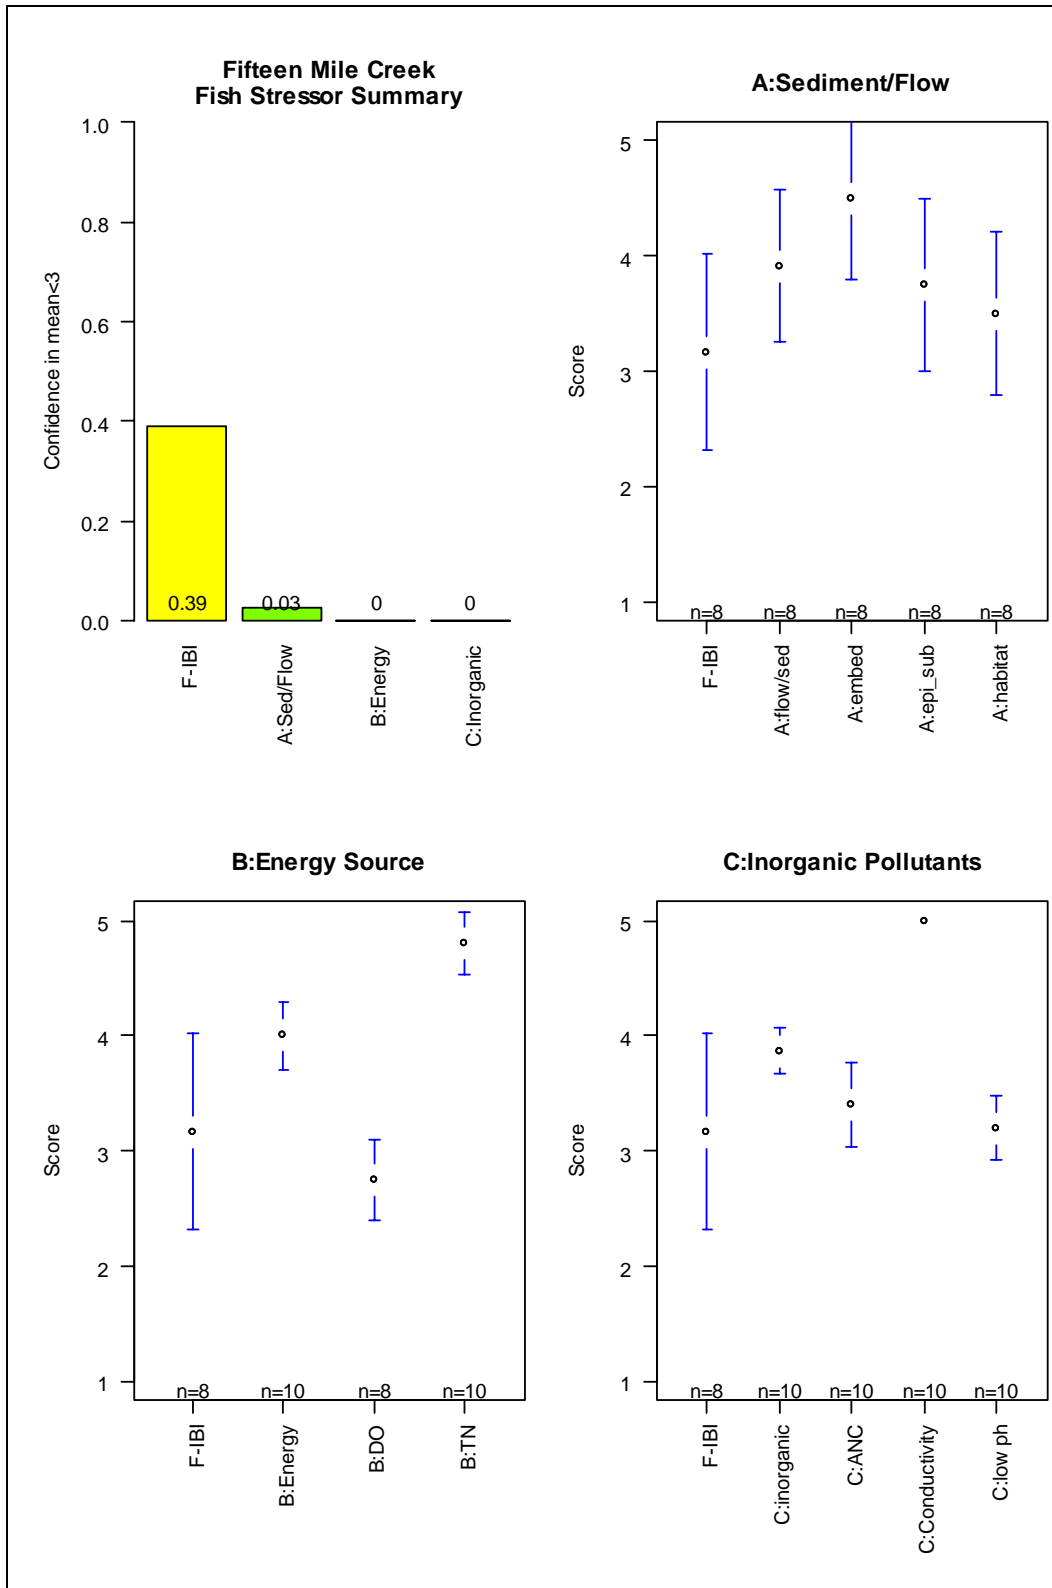 Fifteen Mile Creek
Fish Stressor Summary
Confidence in mean<3
1.0
0.8
0.6
0.4
0.2
0.0
0.39
0.03
0
0
F-IBI
A:Sed/Flow
B:Energy
C:Inorganic
A:Sediment/Flow
Score
5
4
3
2
1
n=8
n=8
n=8
n=8
n=8
F-IBI
A:flow/sed
A:embed
A:epi_sub
A:habitat
B:Energy Source
Score
5
4
3
2
1
n=8
n=10
n=8
n=10
F-IBI
B:Energy
B:DO
B:TN
C:Inorganic Pollutants
Score
5
4
3
2
1
n=8
n=10
n=10
n=10
n=10
F-IBI
C:inorganic
C:ANC
C:Conductivity
C:low ph